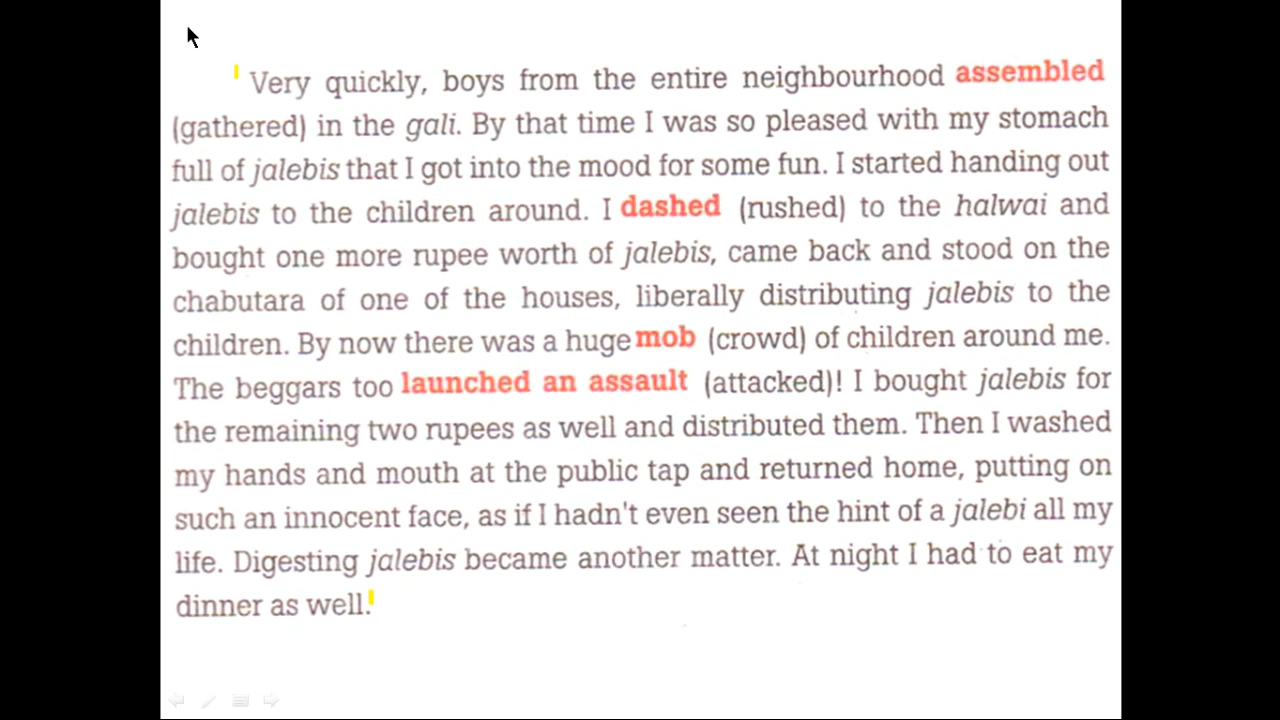 Very quickly, boys from the entire neighbourhood assembled
(gathered) in the gali. By that time I was so pleased with my stomach
full of jalebis that I got into the mood for some fun. I started handing out
jalebis to the children around. I dashed (rushed) to the halwai and
bought one more rupee worth of jalebis, came back and stood on the
chabutara of one of the houses, liberally distributing jalebis to the
children. By now there was a huge mob (crowd) of children around me.
The beggars too launched an assault (attacked)! I bought jalebis for
the remaining two rupees as well and distributed them. Then I washed
my hands and mouth at the public tap and returned home, putting on
such an innocent face, as if I hadn't even seen the hint of a jalebi all my
life. Digesting jalebis became another matter. At night I had to eat my
dinner as well.